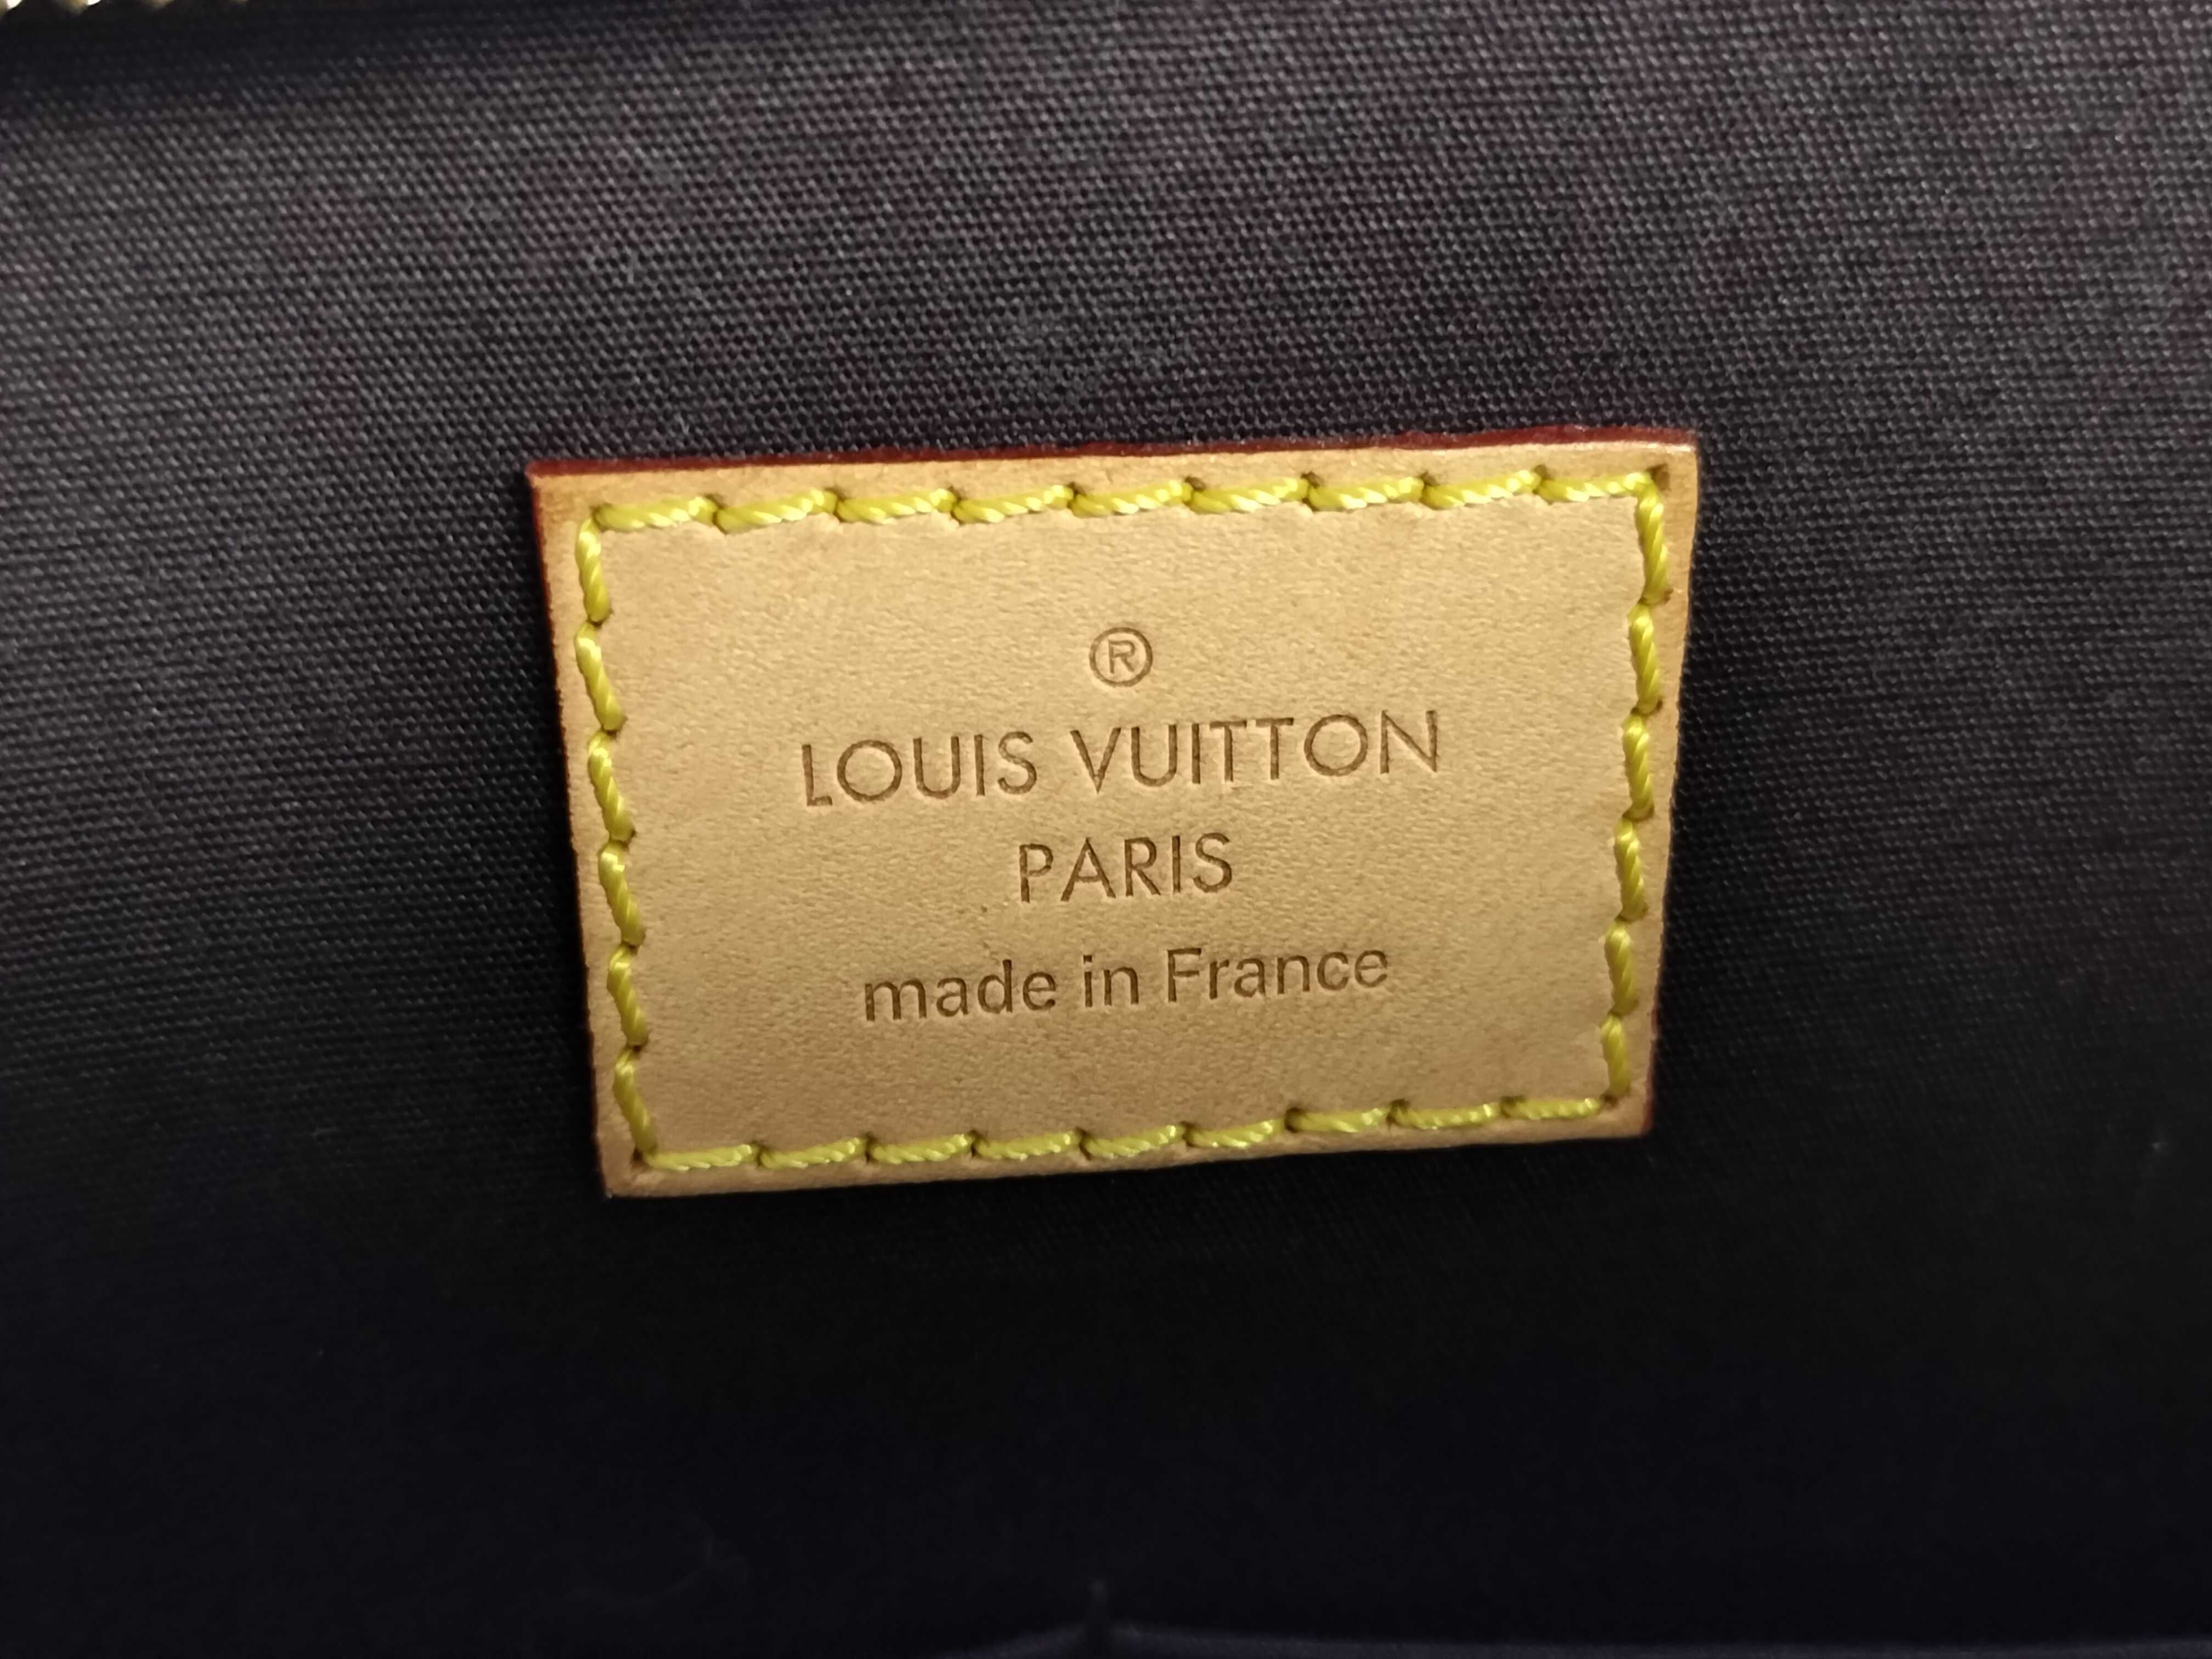 ®
LOUIS VUITTON
PARIS
made in France